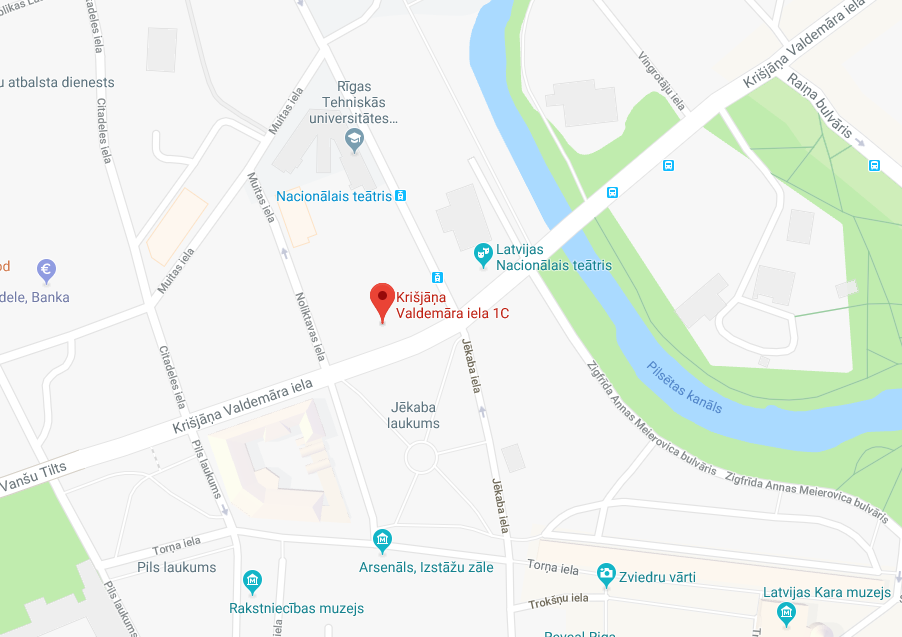 Citadeles iela
u atbalsta dienests
Citadeles iela
Muitas iela
Rīgas
Tehniskās
universitātes...
Vingrotāju iela
Krišjāņa Valdemāra iela
Raiņa bulvāris
Muitas iela
Nacionālais teātris
Latvijas
Nacionālais teātris
Muitas iela
od
dele, Banka
Noliktavas iela
Krišjāņa
Valdemāra iela 1C
Citadeles iela
Jēkaba iela
Pilsētas kanāls
Zigfrīda Annas Meierovica bulvāris
Krišjāņa Valdemāra iela
Jēkaba
laukums
Vanšu Tilts
Pils laukums
Jēkaba iela
Zigfrīda Annas Meierovica bulvāris
Torņa iela
Pils laukums
Arsenāls, Izstāžu zāle
Torņa iela
Zviedru vārti
Pils laukums
Rakstniecības muzejs
Trokšņu iela
Latvijas Kara muzejs
Torņa